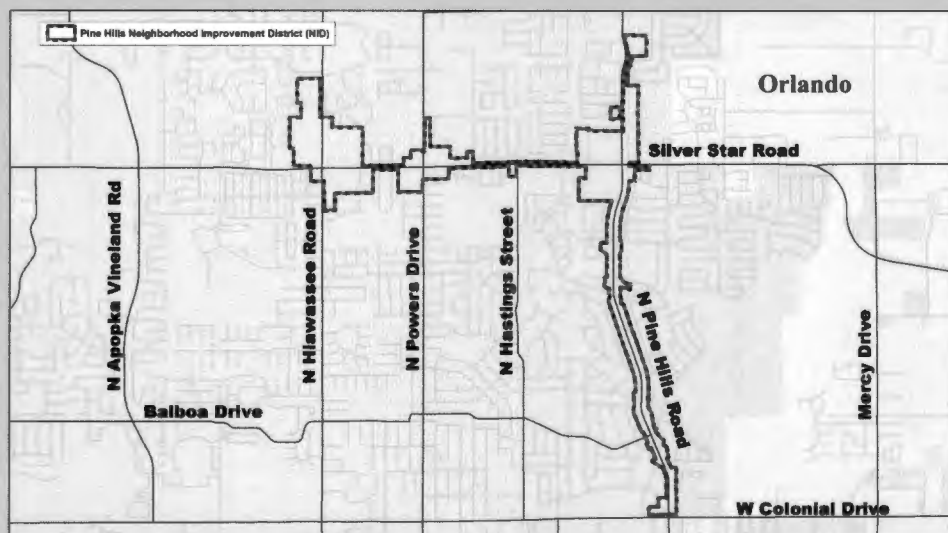 Pine Hills Neighborhood Improvement District (NID)
Orlando
Silver Star Road
N Apopka Vineland Rd
N Hiawassee Road
N Powers Drive
N Hastings Street
N Pine Hills Road
Mercy Drive
Balboa Drive
W Colonial Drive